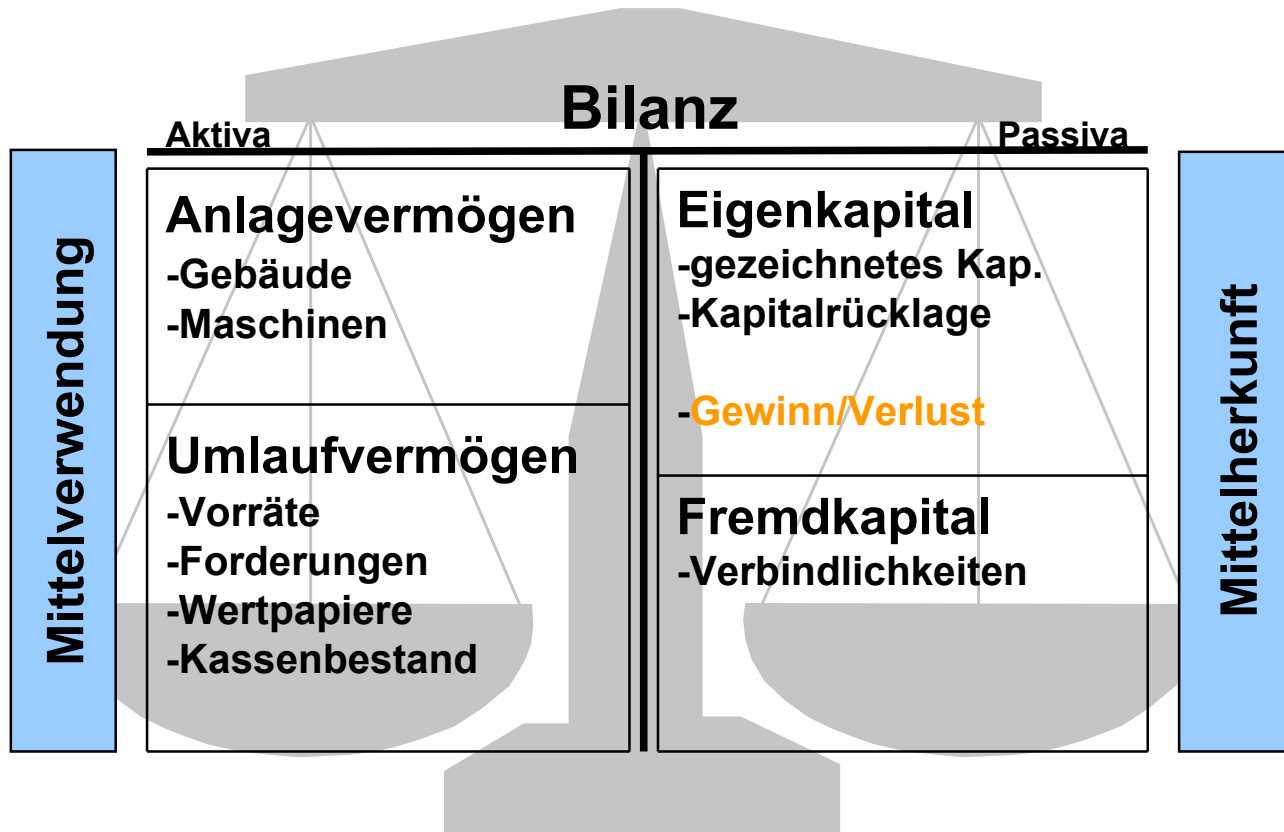 Bilanz
Aktiva
Passiva
Mittelverwendung
Anlagevermögen
-Gebäude
-Maschinen
Umlaufvermögen
-Vorräte
-Forderungen
-Wertpapiere
-Kassenbestand
Eigenkapital
-gezeichnetes Kap.
-Kapitalrücklage
-Gewinn/Verlust
Fremdkapital
-Verbindlichkeiten
Mittelherkunft